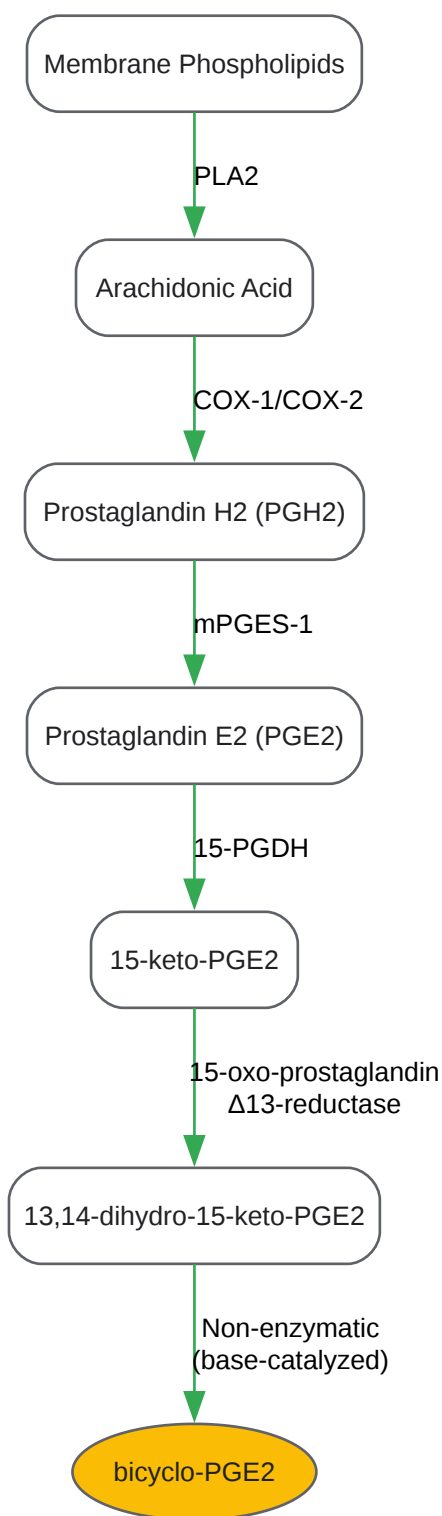 Membrane Phospholipids
PLA2
Arachidonic Acid
COX-1/COX-2
Prostaglandin H2 (PGH2)
mPGES-1
Prostaglandin E2 (PGE2)
15-PGDH
15-keto-PGE2
15-oxo-prostaglandin
Δ13-reductase
13,14-dihydro-15-keto-PGE2
Non-enzymatic
(base-catalyzed)
bicyclo-PGE2